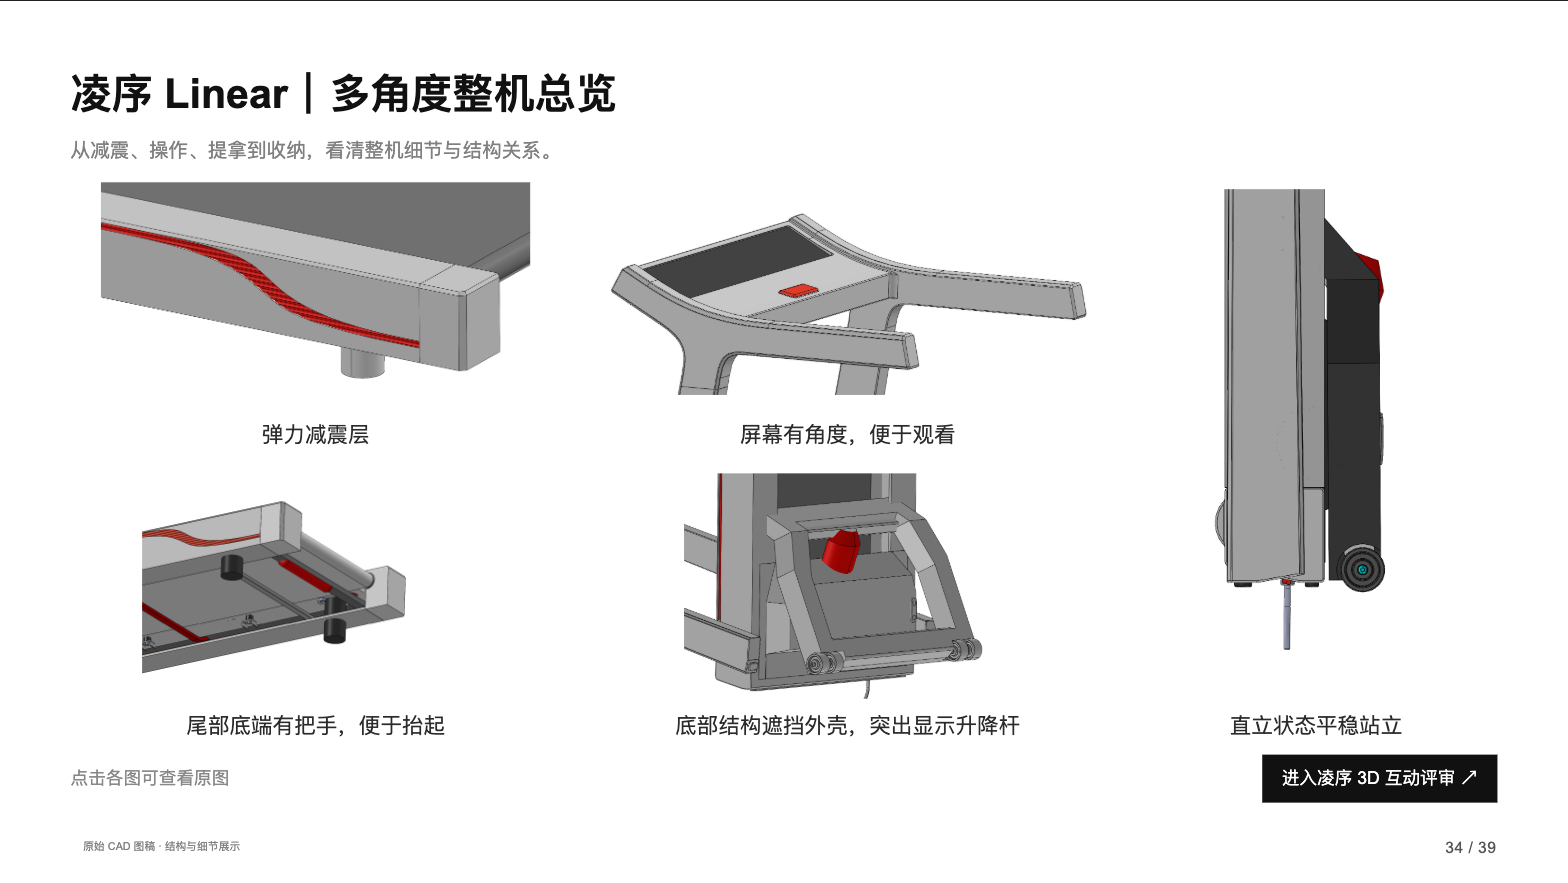 凌序 Linear｜多角度整机总览
从减震、操作、提拿到收纳，看清整机细节与结构关系。
弹力减震层
屏幕有角度，便于观看
尾部底端有把手，便于抬起
底部结构遮挡外壳，突出显示升降杆
直立状态平稳站立
点击各图可查看原图
进入凌序 3D 互动评审 ↗
原始 CAD 图稿 · 结构与细节展示
34 / 39